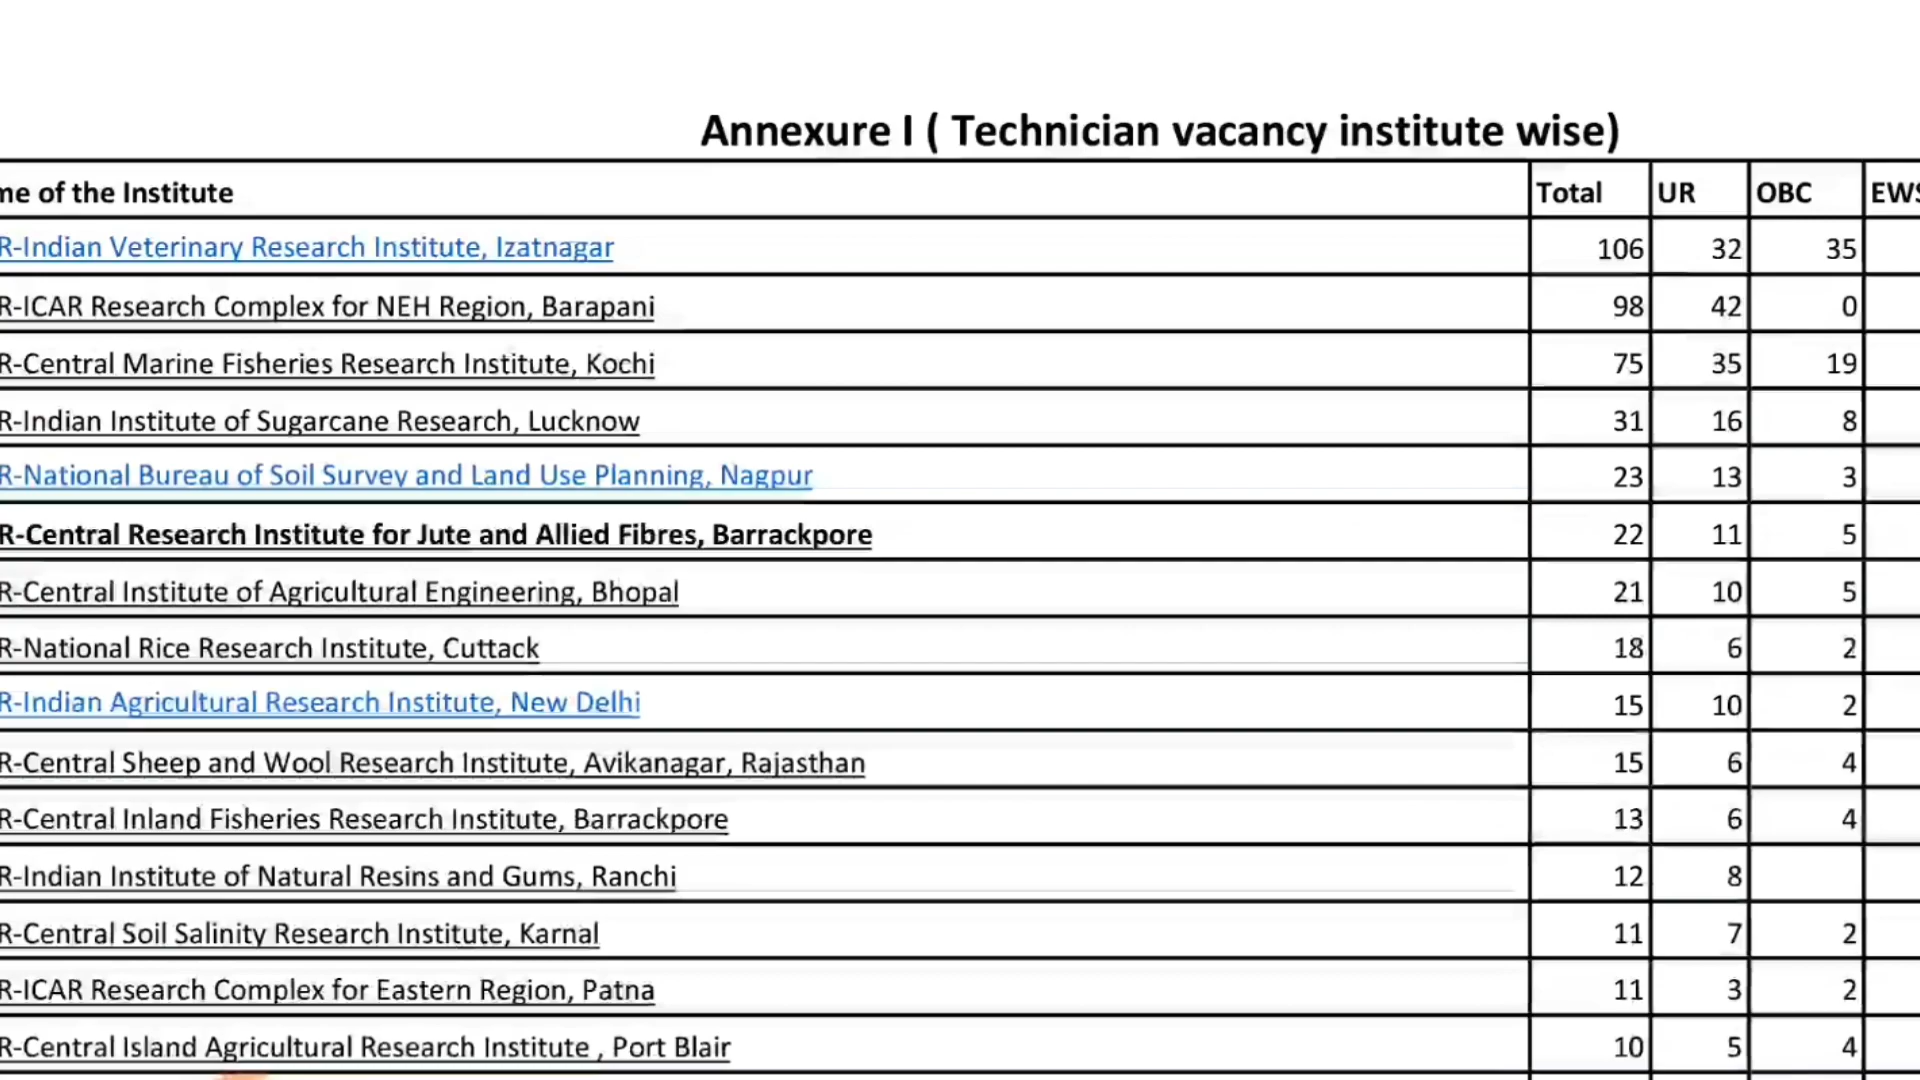 Annexure I ( Technician vacancy institute wise)
me of the Institute Total UR OBC EWS
R-Indian Veterinary Research Institute, Izatnagar 106 32 35
R-ICAR Research Complex for NEH Region, Barapani 98 42 0
R-Central Marine Fisheries Research Institute, Kochi 75 35 19
R-Indian Institute of Sugarcane Research, Lucknow 31 16 8
R-National Bureau of Soil Survey and Land Use Planning, Nagpur 23 13 3
R-Central Research Institute for Jute and Allied Fibres, Barrackpore 22 11 5
R-Central Institute of Agricultural Engineering, Bhopal 21 10 5
R-National Rice Research Institute, Cuttack 18 6 2
R-Indian Agricultural Research Institute, New Delhi 15 10 2
R-Central Sheep and Wool Research Institute, Avikanagar, Rajasthan 15 6 4
R-Central Inland Fisheries Research Institute, Barrackpore 13 6 4
R-Indian Institute of Natural Resins and Gums, Ranchi 12 8
R-Central Soil Salinity Research Institute, Karnal 11 7 2
R-ICAR Research Complex for Eastern Region, Patna 11 3 2
R-Central Island Agricultural Research Institute , Port Blair 10 5 4